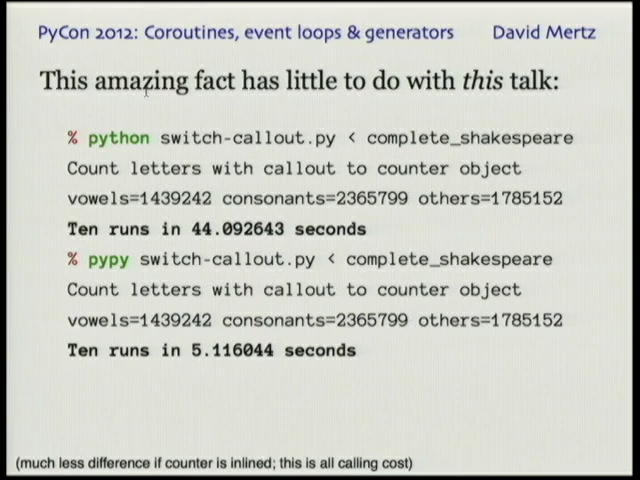 PyCon 2012: Coroutines, event loops & generators David Mertz
This amazing fact has little to do with this talk:
% python switch-callout.py < complete_shakespeare
Count letters with callout to counter object
vowels=1439242 consonants=2365799 others=1785152
Ten runs in 44.092643 seconds
% pypy switch-callout.py < complete_shakespeare
Count letters with callout to counter object
vowels=1439242 consonants=2365799 others=1785152
Ten runs in 5.116044 seconds
(much less difference if counter is inlined; this is all calling cost)